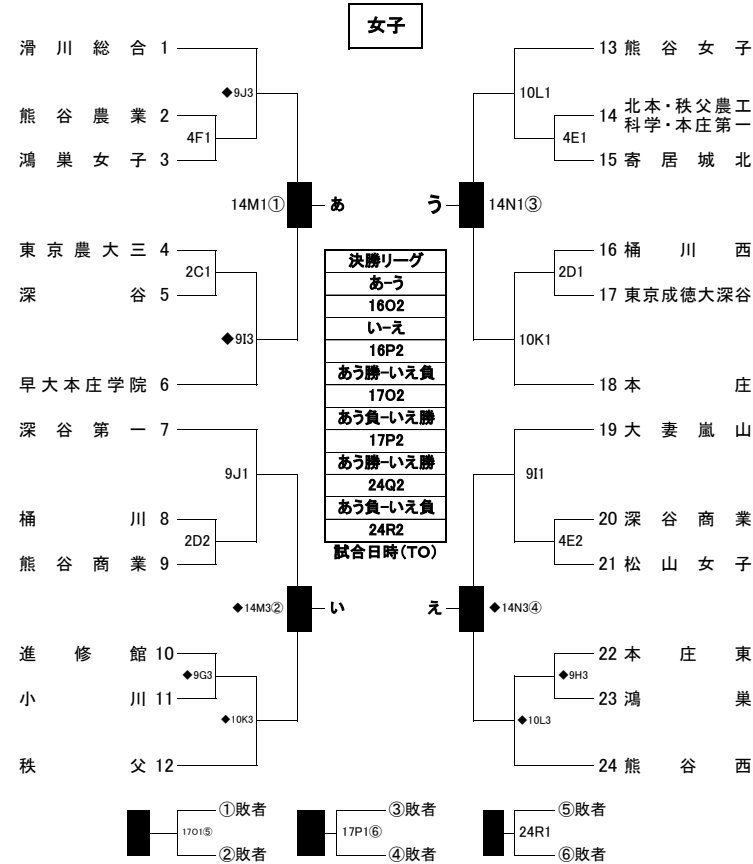 女子
滑川総合 1
◆9J3
熊谷農業 2
4F1
鴻巣女子 3
14M1①
あ
東京農大三 4
2C1
深谷 5
◆9I3
早大本庄学院 6
深谷第一 7
9J1
桶川 8
2D2
熊谷商業 9
◆14M3②
い
進修館 10
◆9G3
小川 11
◆10K3
秩父 12
決勝リーグ
あ-う
16O2
い-え
16P2
あう勝-いえ負
17O2
あう負-いえ勝
17P2
あう勝-いえ勝
24Q2
あう負-いえ負
24R2
試合日時(TO)
13 熊谷女子
10L1
14 北本・秩父農工
科学・本庄第一
4E1
15 寄居城北
う
14N1③
16 桶川西
2D1
17 東京成徳大深谷
10K1
18 本庄
19 大妻嵐山
9I1
20 深谷商業
4E2
21 松山女子
え
◆14N3④
22 本庄東
◆9H3
23 鴻巣
◆10L3
24 熊谷西
①敗者
17O1⑤
②敗者
③敗者
17P1⑥
④敗者
⑤敗者
24R1
⑥敗者